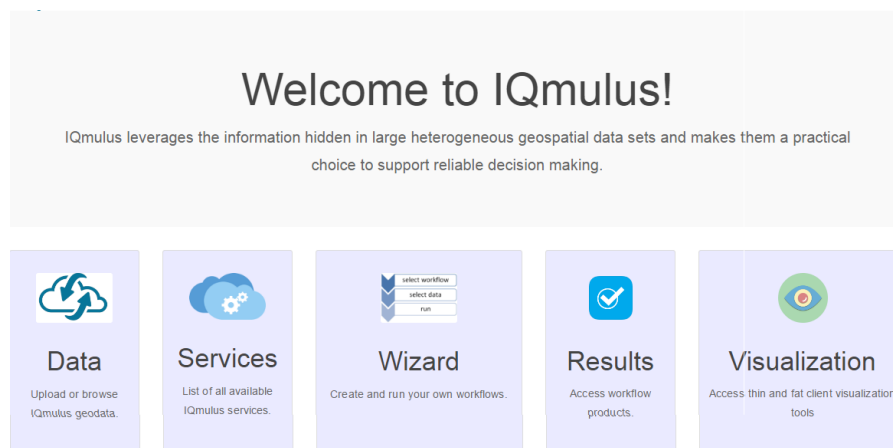 Welcome to IQmulus!
IQmulus leverages the information hidden in large heterogeneous geospatial data sets and makes them a practical
choice to support reliable decision making.
select workflow
select data
run
Data
Upload or browse
IQmulus geodata.
Services
List of all available
IQmulus services.
Wizard
Create and run your own workflows.
Results
Access workflow
products.
Visualization
Access thin and fat client visualization
tools